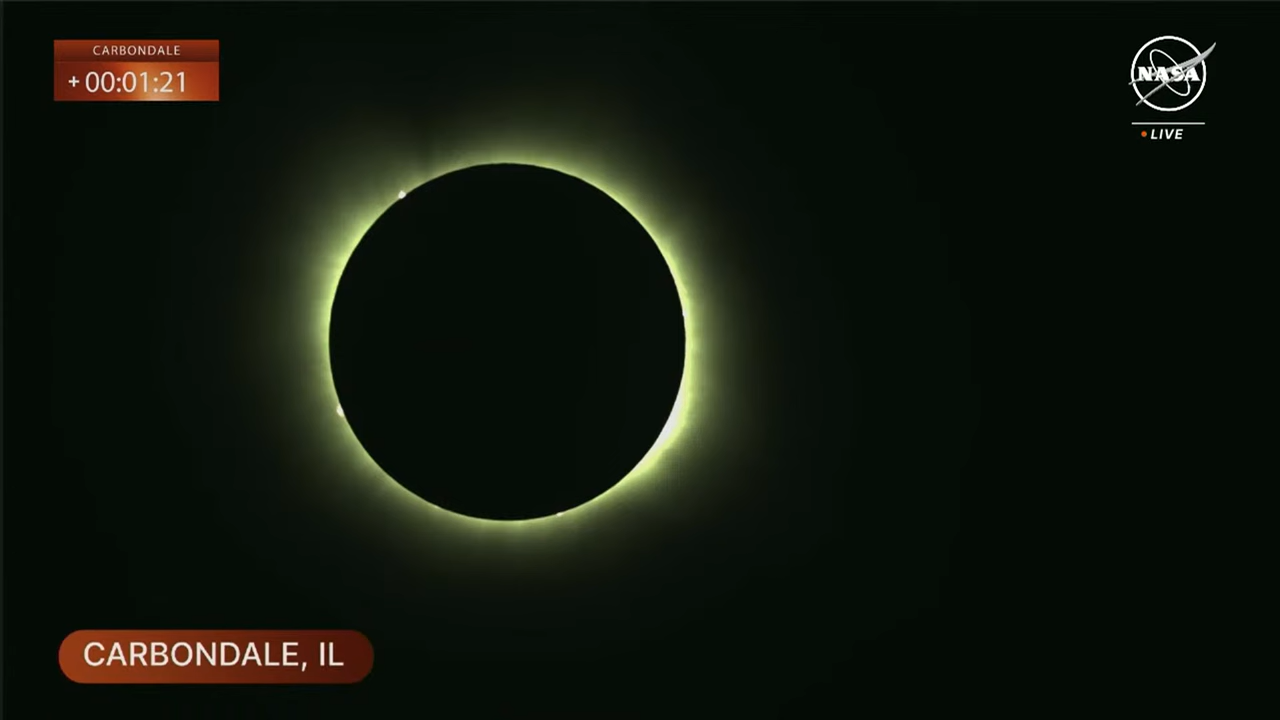 CARBONDALE
+ 00:01:21
NASA
LIVE
CARBONDALE, IL